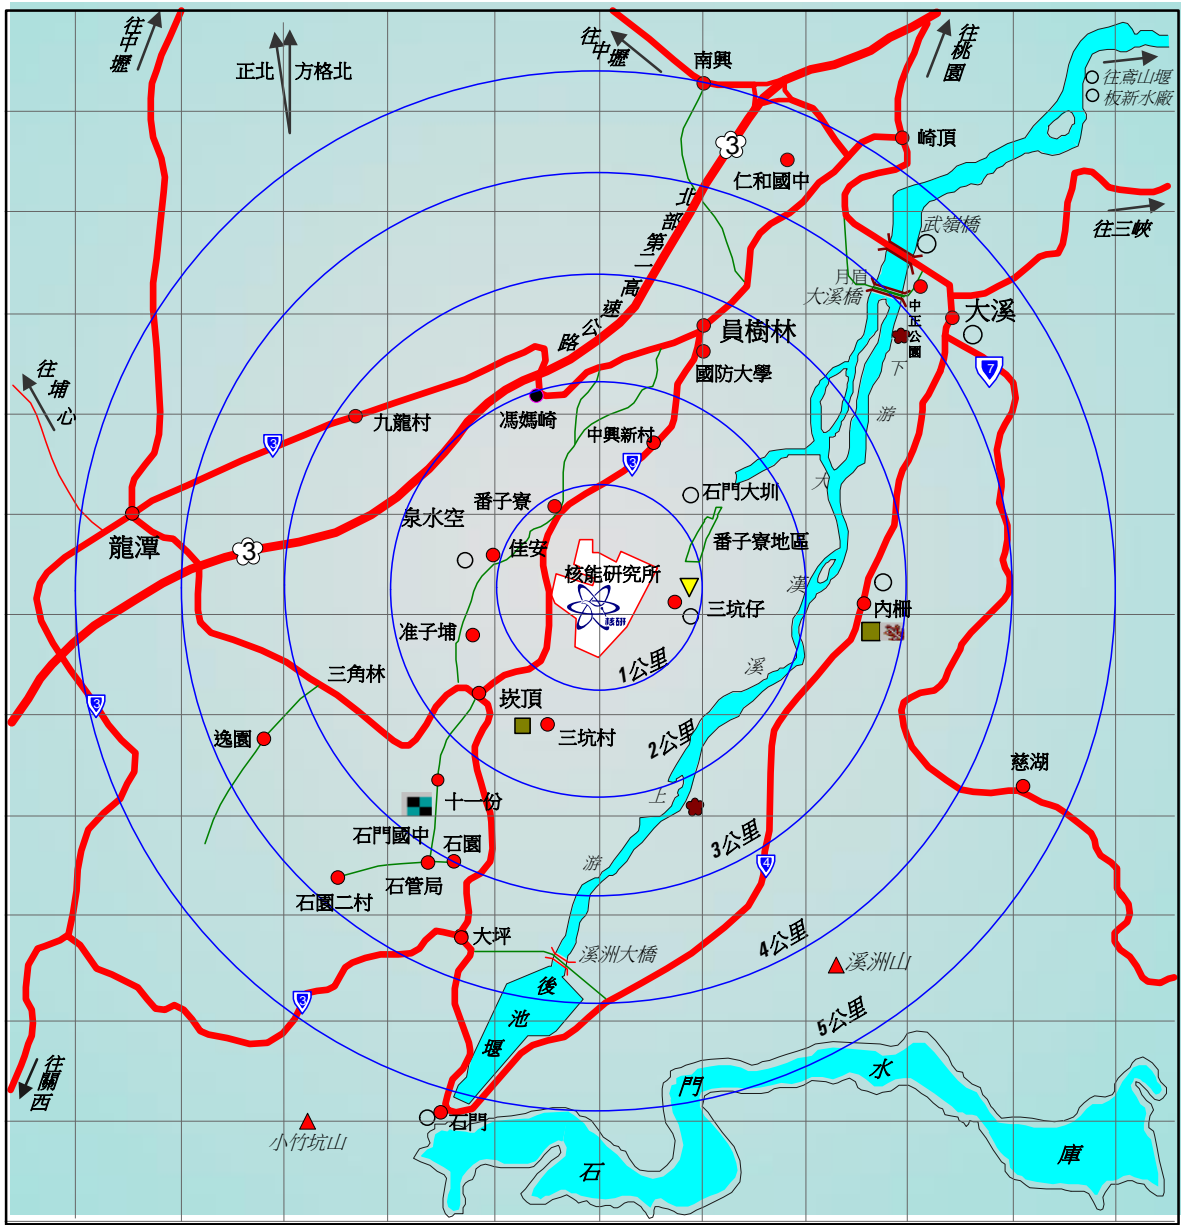 往中壢
正北
方格北
往中壢
南興
往桃園
往鳶山堰
板新水廠
3
崎頂
仁和國中
北部第二高速公路
武嶺橋
往三峽
月眉
大溪橋
中正公園
大溪
員樹林
國防大學
下
7
往埔心
馮媽崎
九龍村
3
中興新村
游
3
石門大圳
大
番子寮
泉水空
龍潭
3
佳安
番子寮地區
核能研究所
核研
漢
三坑仔
內柵
准子埔
1公里
溪
三角林
崁頂
3
逸園
三坑村
2公里
慈湖
十一份
上
石門國中
石園
3公里
游
4
石管局
石園二村
大坪
溪洲大橋
4公里
溪洲山
後池堰
3
5公里
往關西
石門水庫
石門
小竹坑山